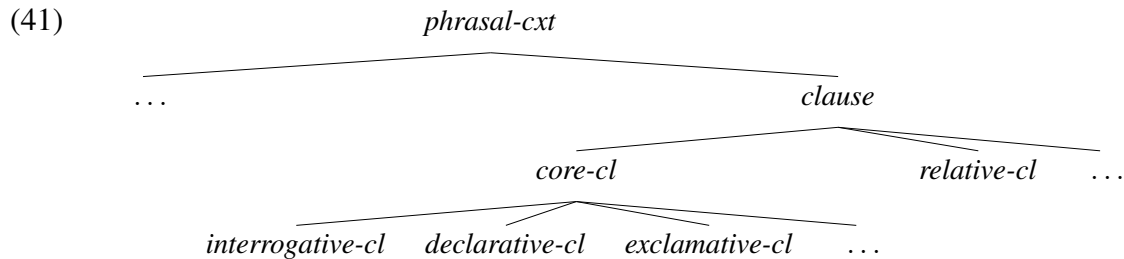 (41) phrasal-cxt
. . . clause
core-cl relative-cl . . .
interrogative-cl declarative-cl exclamative-cl . . .